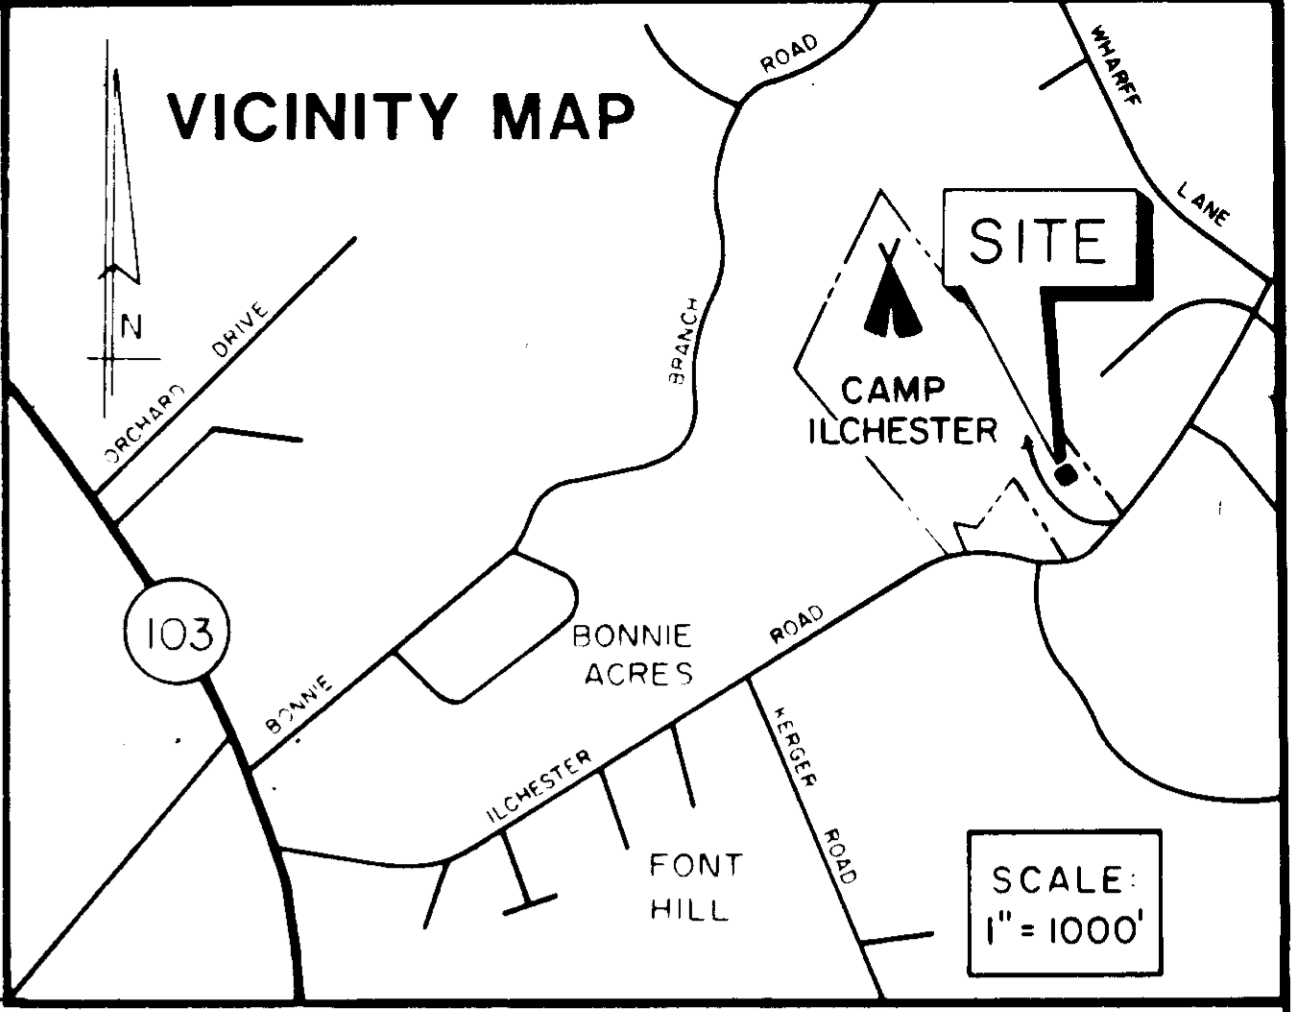 VICINITY MAP
ROAD
WHARFF
LANE
SITE
N
ORCHARD DRIVE
BRANCH
CAMP
ILCHESTER
103
BONNIE
ACRES
ROAD
BONNIE
ILCHESTER
KERGER
ROAD
FONT
HILL
SCALE:
1" = 1000'